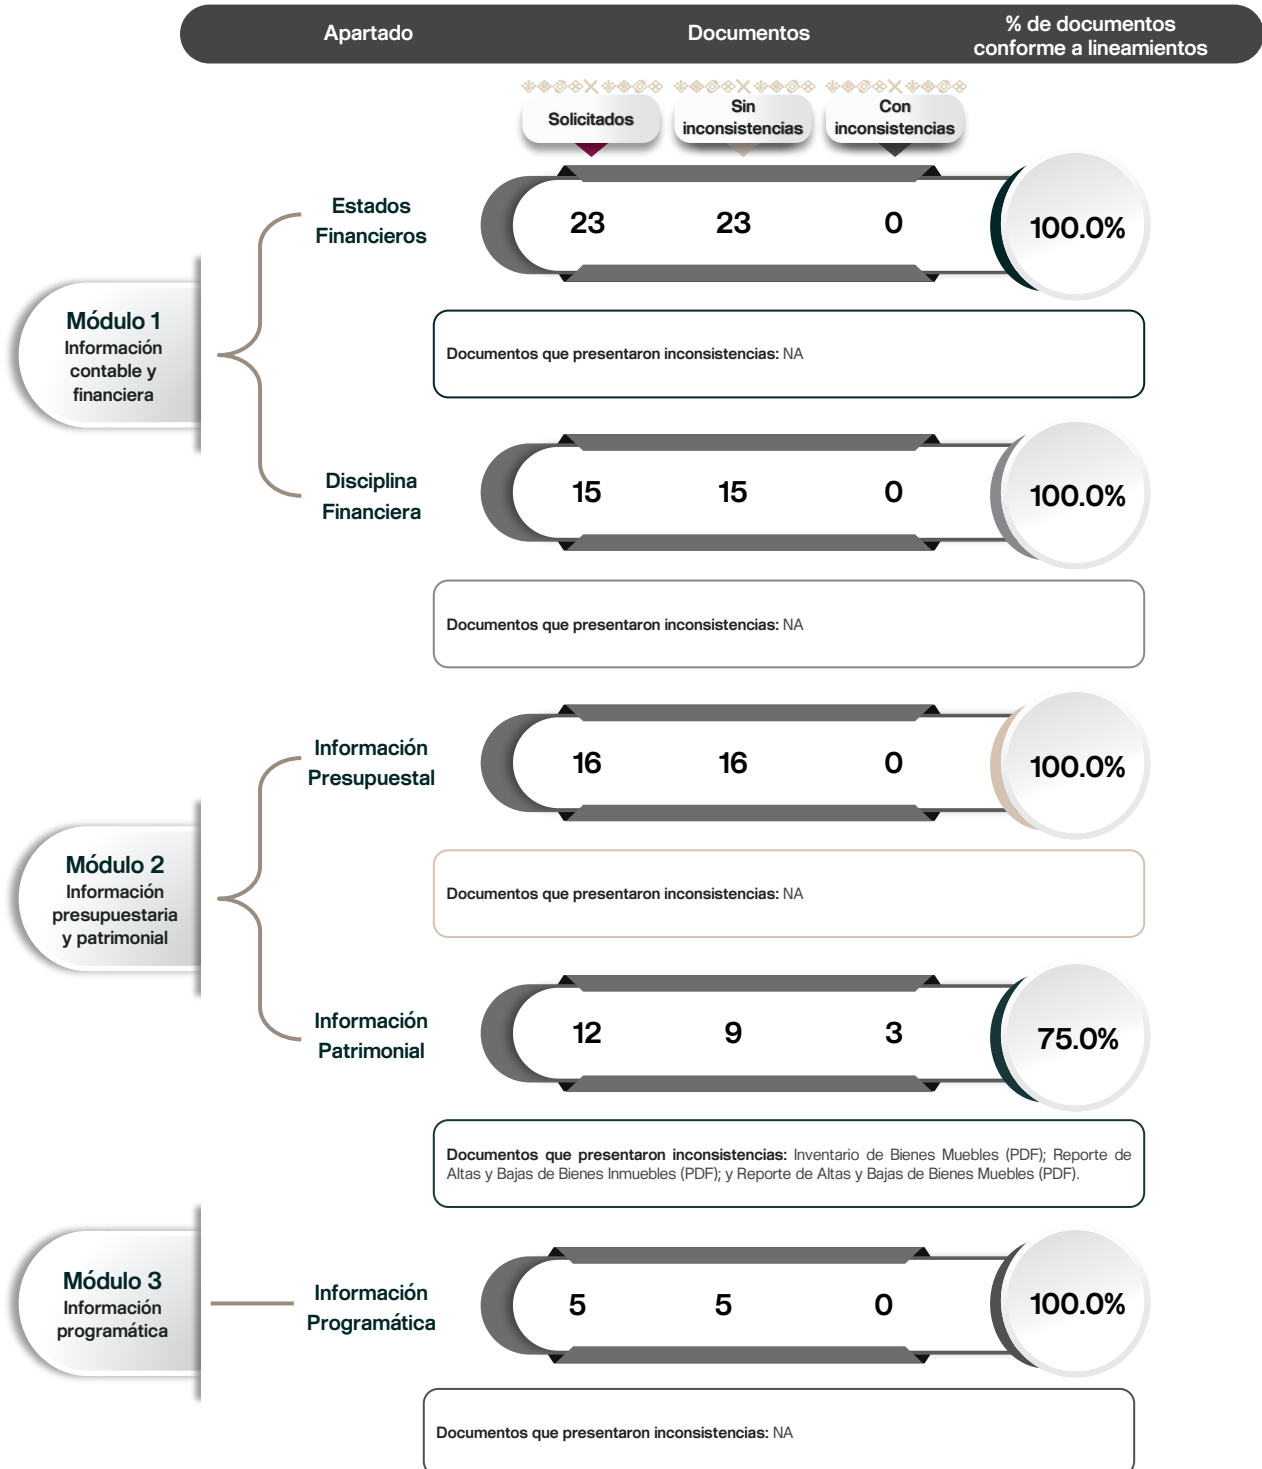 Apartado
Documentos
% de documentos
conforme a lineamientos
Solicitados
Sin
inconsistencias
Con
inconsistencias
Módulo 1
Información
contable y
financiera
Estados
Financieros
23
23
0
100.0%
Documentos que presentaron inconsistencias: NA
Disciplina
Financiera
15
15
0
100.0%
Documentos que presentaron inconsistencias: NA
Módulo 2
Información
presupuestaria
y patrimonial
Información
Presupuestal
16
16
0
100.0%
Documentos que presentaron inconsistencias: NA
Información
Patrimonial
12
9
3
75.0%
Documentos que presentaron inconsistencias: Inventario de Bienes Muebles (PDF); Reporte de
Altas y Bajas de Bienes Inmuebles (PDF); y Reporte de Altas y Bajas de Bienes Muebles (PDF).
Módulo 3
Información
programática
Información
Programática
5
5
0
100.0%
Documentos que presentaron inconsistencias: NA